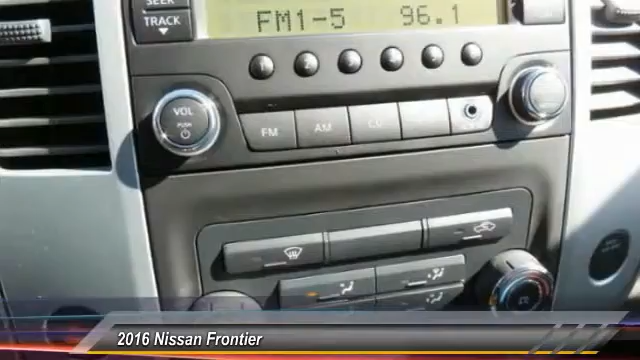 SEEK
TRACK
FM1-5 96.1
VOL
PUSH
FM AM CD
2016 Nissan Frontier